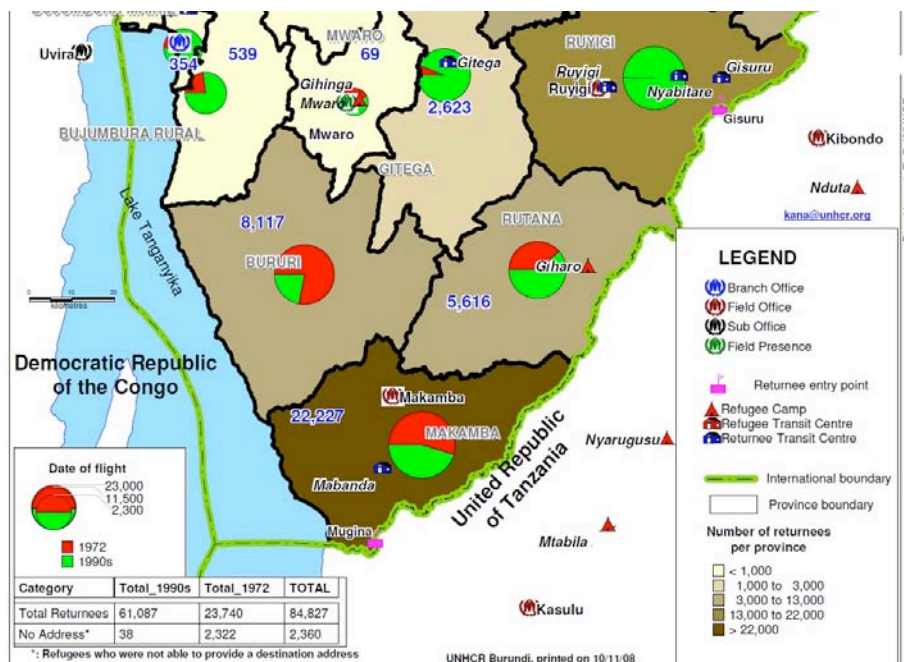 Uvira
354
539
MWARO
69
Gihinga
Mwaro
Mwaro
Gitega
2,623
RUYIGI
Ruyigi
Ruyigi
Nyabitare
Gisuru
Gisuru
Kibondo
Nduta
kana@unhcr.org
BUJUMBURA RURAL
GITEGA
Lake Tanganyika
8,117
BURURI
RUTANA
Giharo
5,616
kilometres
Democratic Republic
of the Congo
22,227
Makamba
MAKAMBA
Mabanda
Mugina
United Republic
of Tanzania
Nyarugusu
Mtabila
Kasulu
LEGEND
Branch Office
Field Office
Sub Office
Field Presence
Returnee entry point
Refugee Camp
Refugee Transit Centre
Returnee Transit Centre
International boundary
Province boundary
Number of returnees
per province
< 1,000
1,000 to 3,000
3,000 to 13,000
13,000 to 22,000
> 22,000
Date of flight
23,000
11,500
2,300
1972
1990s
Category Total_1990s Total_1972 TOTAL
Total Returnees 61,087 23,740 84,827
No Address* 38 2,322 2,360
*: Refugees who were not able to provide a destination address
UNHCR Burundi, printed on 10/11/08